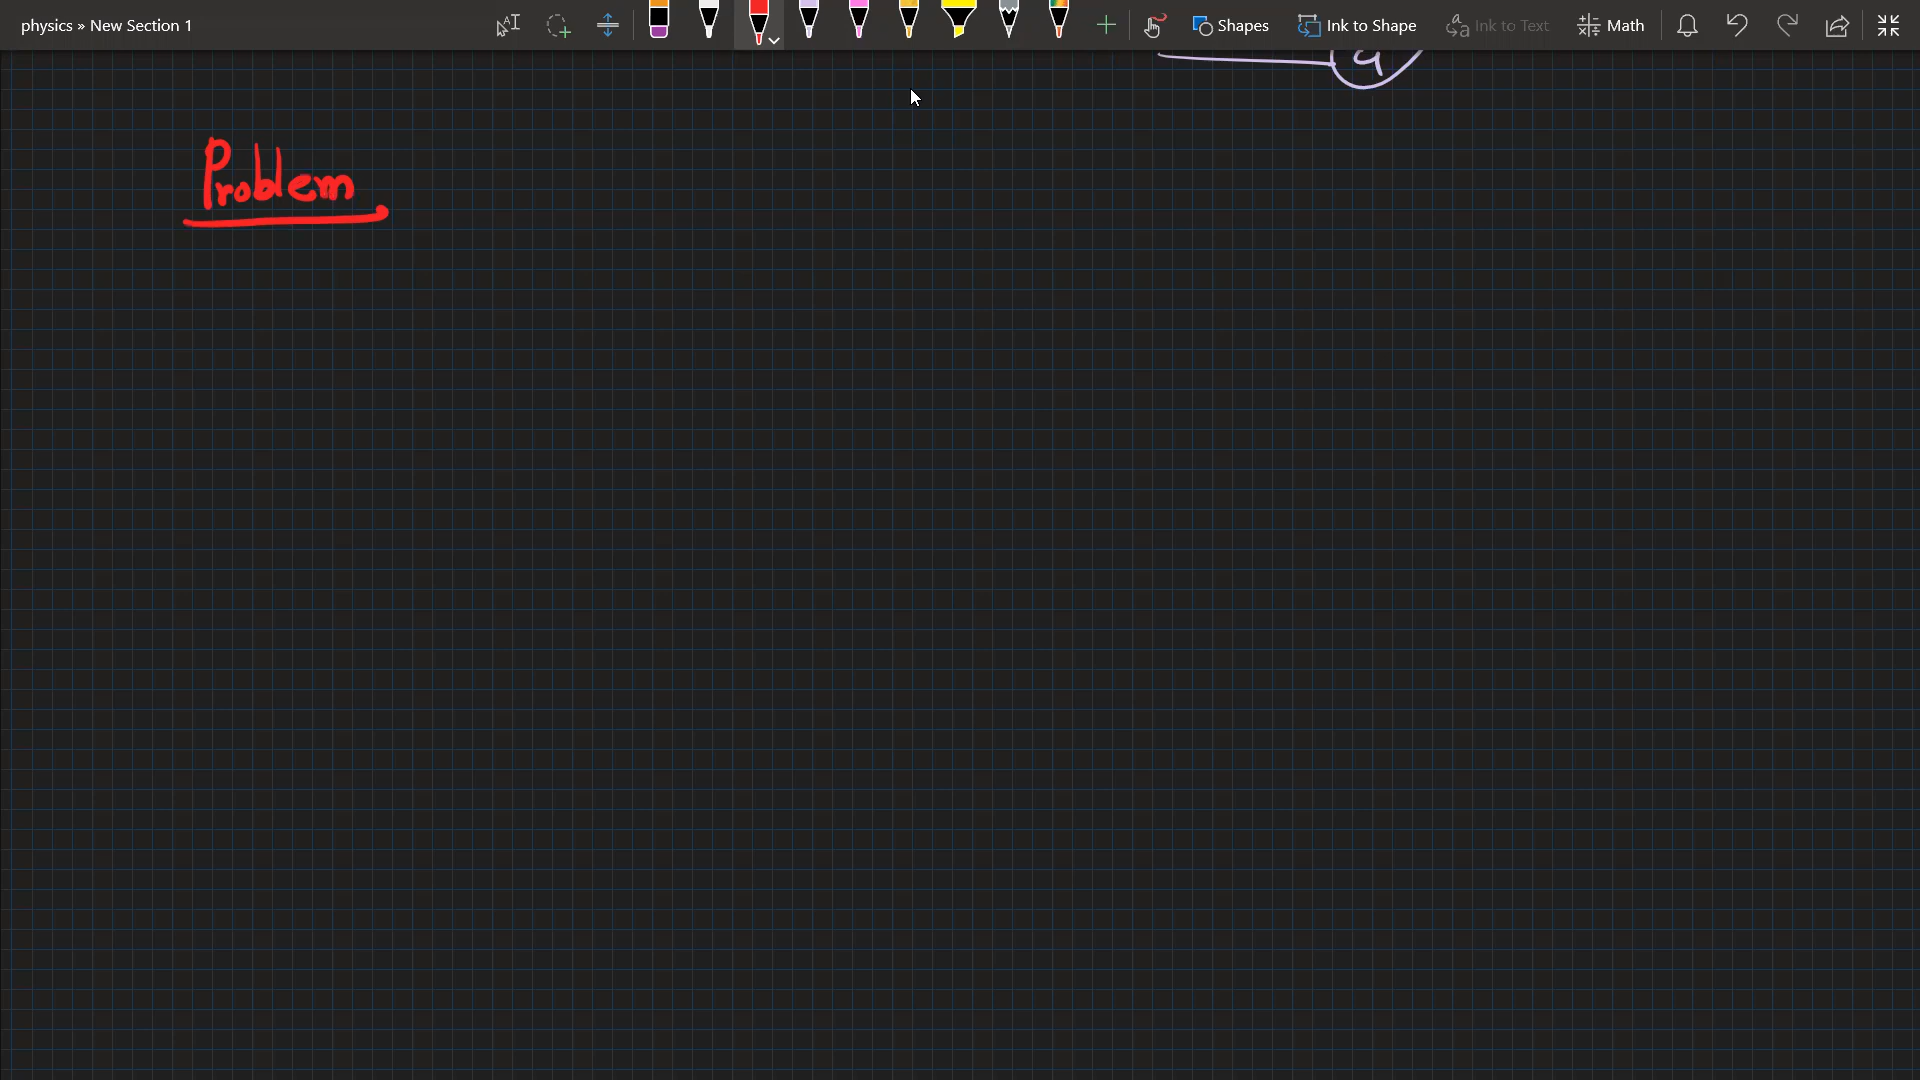 physics » New Section 1
Shapes
Ink to Shape
Ink to Text
Math
Problem